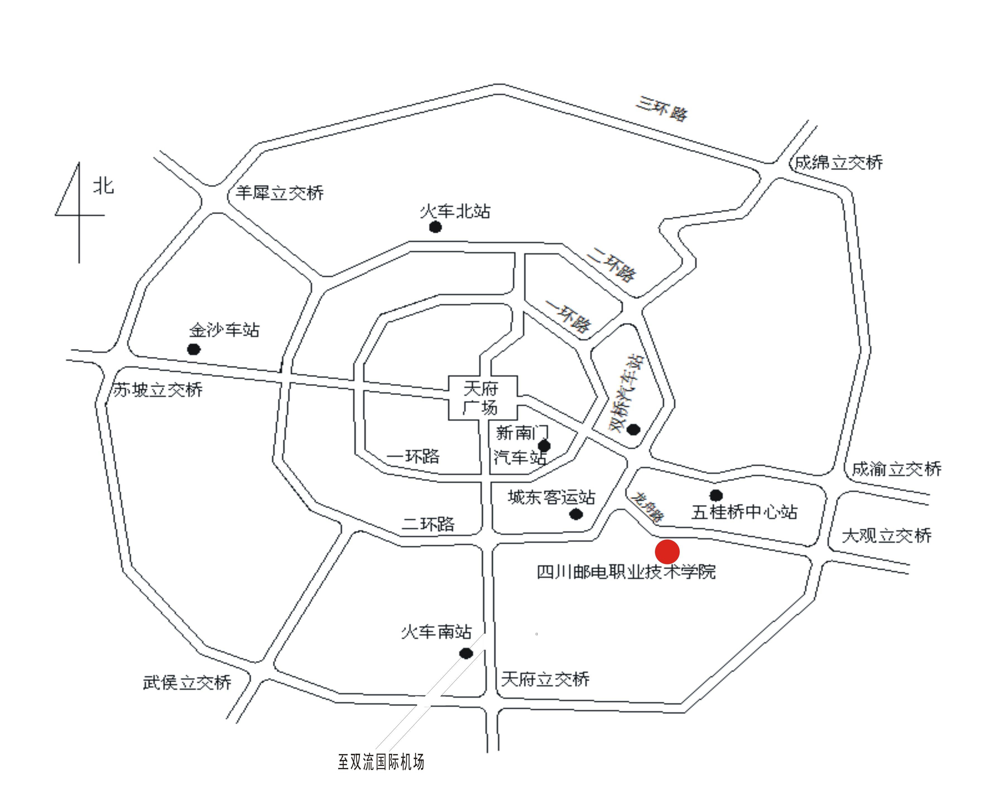 三环路
成绵立交桥
北
羊犀立交桥
火车北站
二环路
一环路
金沙车站
双桥汽车站
苏坡立交桥
天府
广场
新南门
汽车站
一环路
成渝立交桥
城东客运站
龙舟路
五桂桥中心站
二环路
大观立交桥
四川邮电职业技术学院
火车南站
天府立交桥
武侯立交桥
至双流国际机场